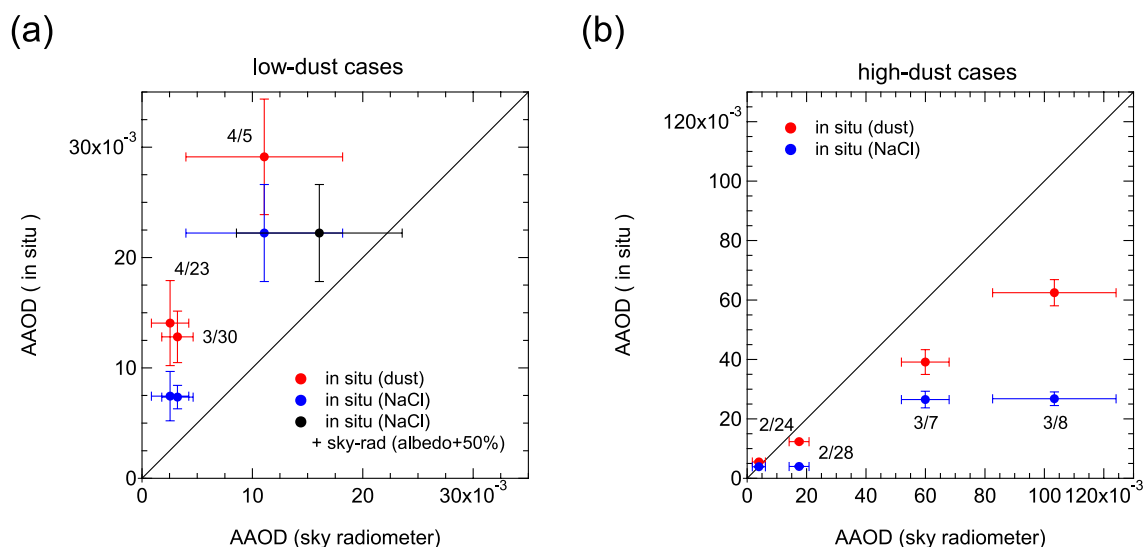 (a)
low-dust cases
30x10⁻³
20
10
0
AAOD ( in situ )
4/5
4/23
3/30
in situ (dust)
in situ (NaCl)
in situ (NaCl)
+ sky-rad (albedo+50%)
0
10
20
30x10⁻³
AAOD (sky radiometer)
(b)
high-dust cases
120x10⁻³
100
80
60
40
20
0
AAOD ( in situ )
in situ (dust)
in situ (NaCl)
2/24
2/28
3/7
3/8
0
20
40
60
80
100
120x10⁻³
AAOD (sky radiometer)